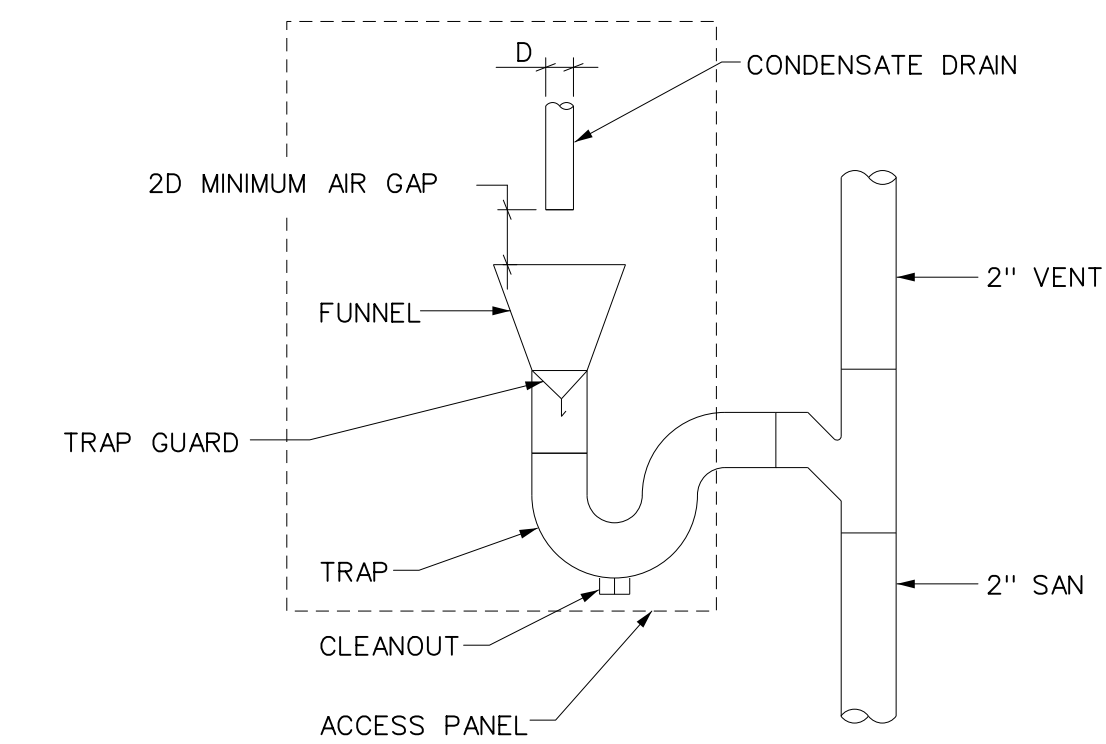 D
CONDENSATE DRAIN
2D MINIMUM AIR GAP
2" VENT
FUNNEL
TRAP GUARD
TRAP
2" SAN
CLEANOUT
ACCESS PANEL